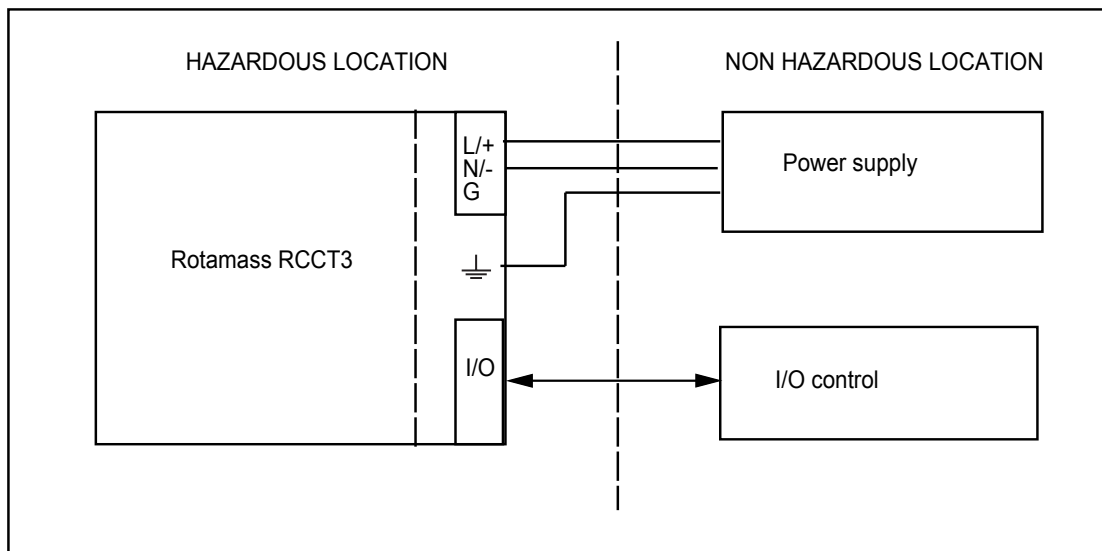 HAZARDOUS LOCATION
NON HAZARDOUS LOCATION
L/+
N/-
G
Power supply
Rotamass RCCT3
I/O
I/O control